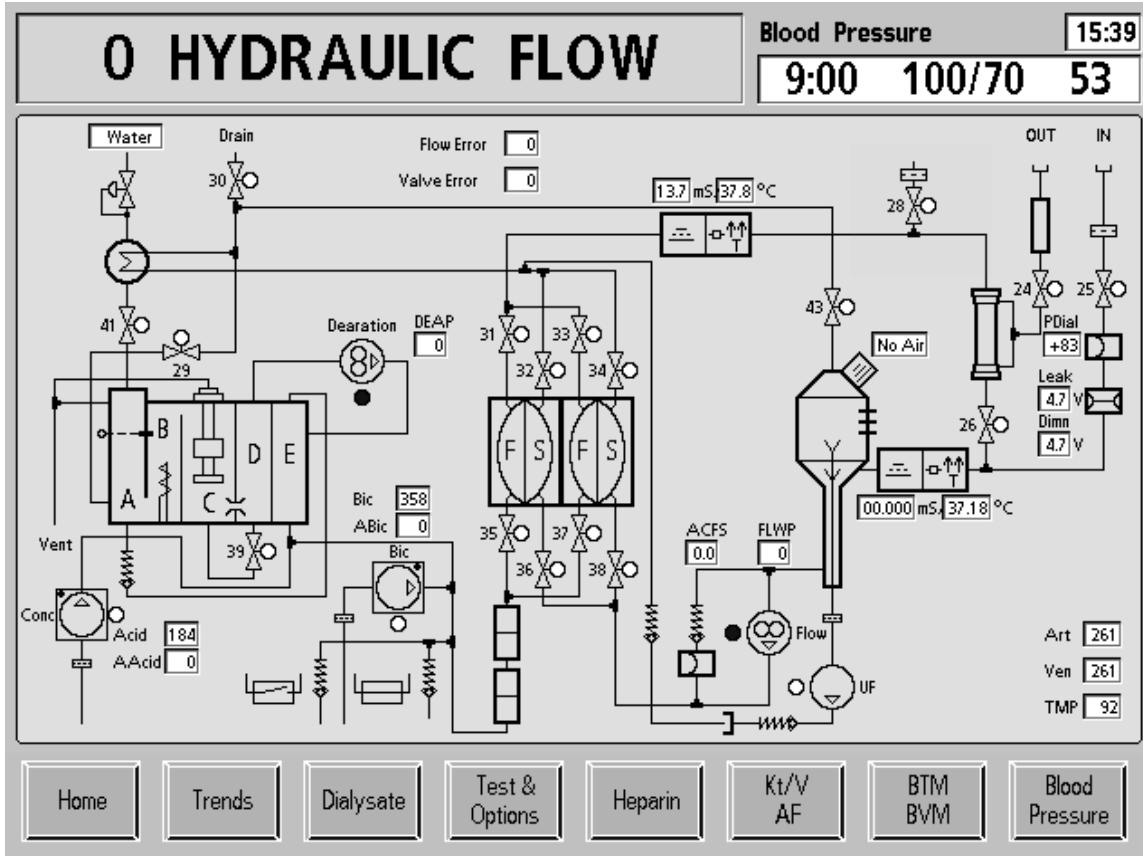 0 HYDRAULIC FLOW
Blood Pressure 15:39
9:00 100/70 53
Water Drain
Flow Error 0
OUT IN
30
Valve Error 0
13.7 mS/ 37.8 °C
28
24 25
41
43
Dearation DEAP
0
31 33
PDial
+83
No Air
29
32 34
Leak
4.7 V
Dimn
4.7 V
26
B
D E
F S F S
A
C
00.000 mS/ 37.18 °C
Bic 358
ABic 0
Vent
39
Bic
35 37
36 38
ACFS FLWP
0.0 0
Conc
Acid 184
AAcid 0
Flow
Art 261
Ven 261
UF
TMP 92
Home
Trends
Dialysate
Test &
Options
Heparin
Kt/V
AF
BTM
BVM
Blood
Pressure